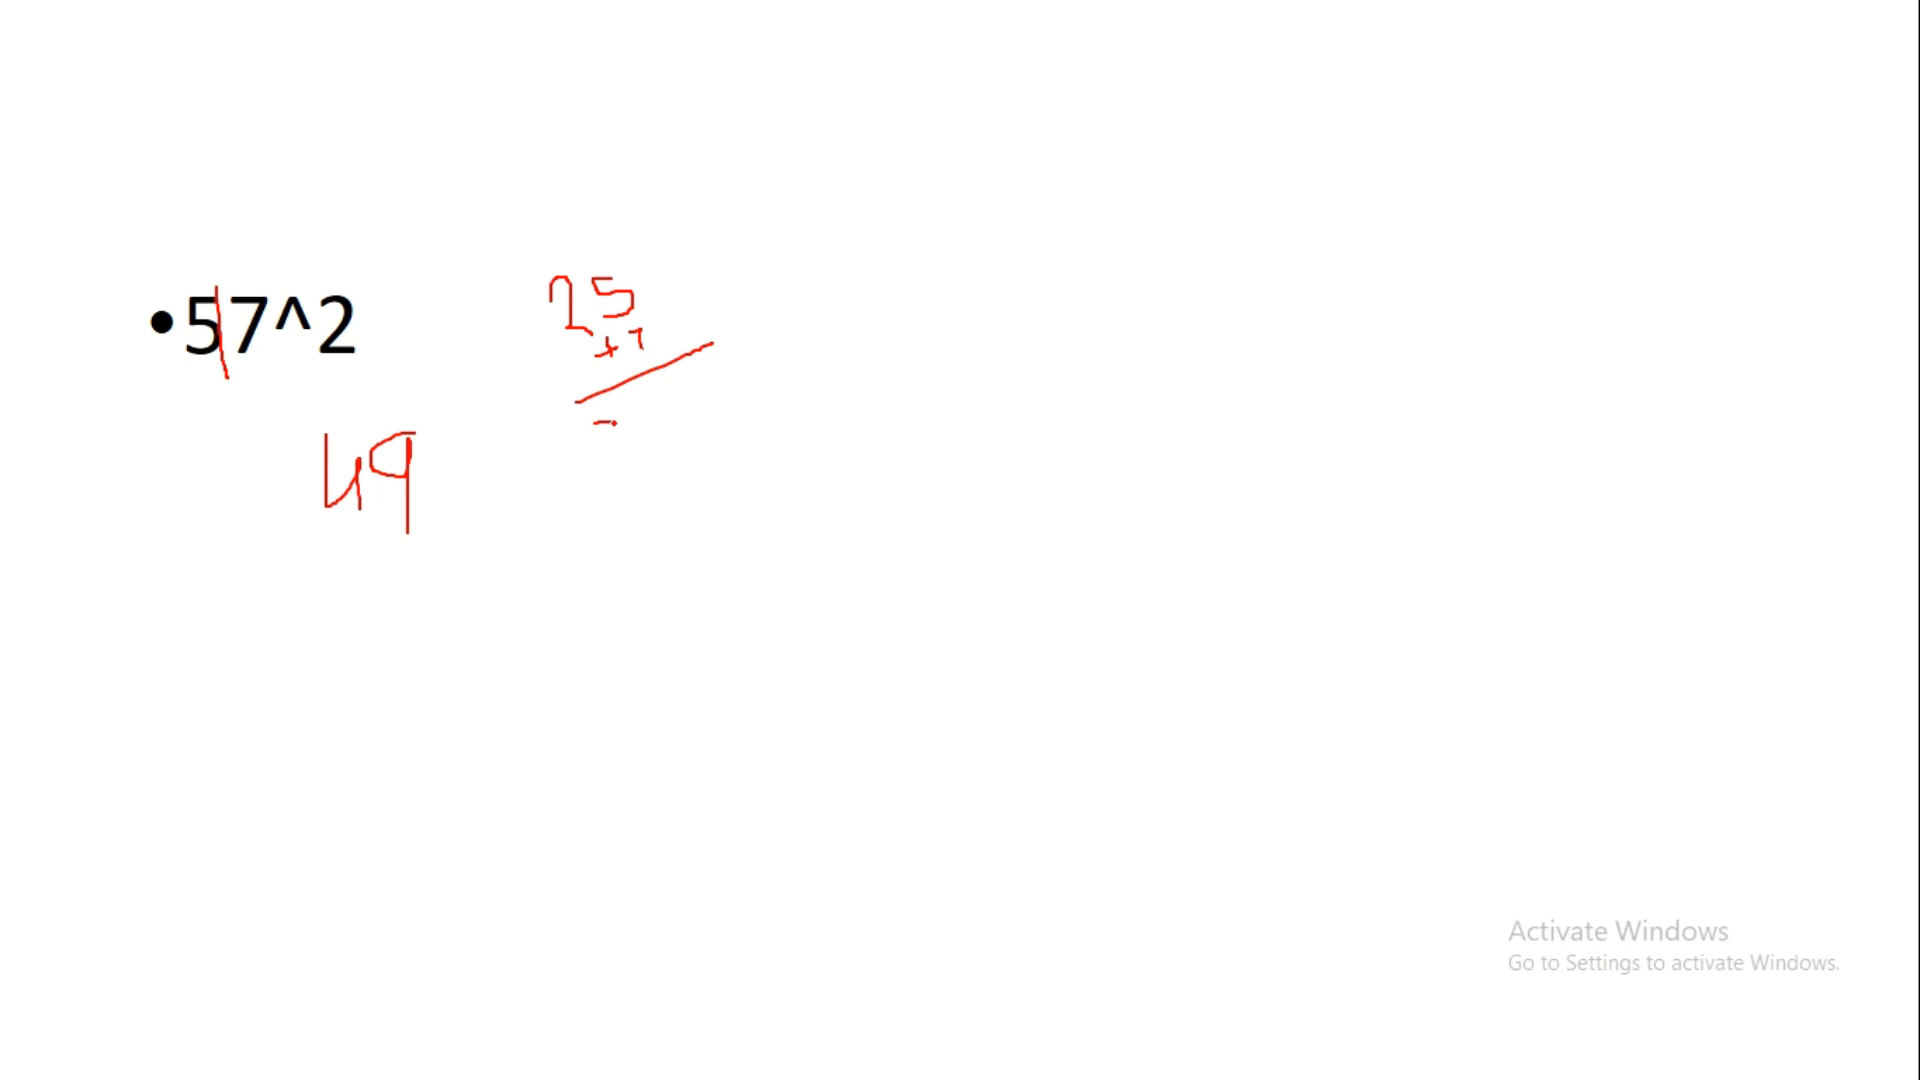 •57^2
25
+7
49
Activate Windows
Go to Settings to activate Windows.